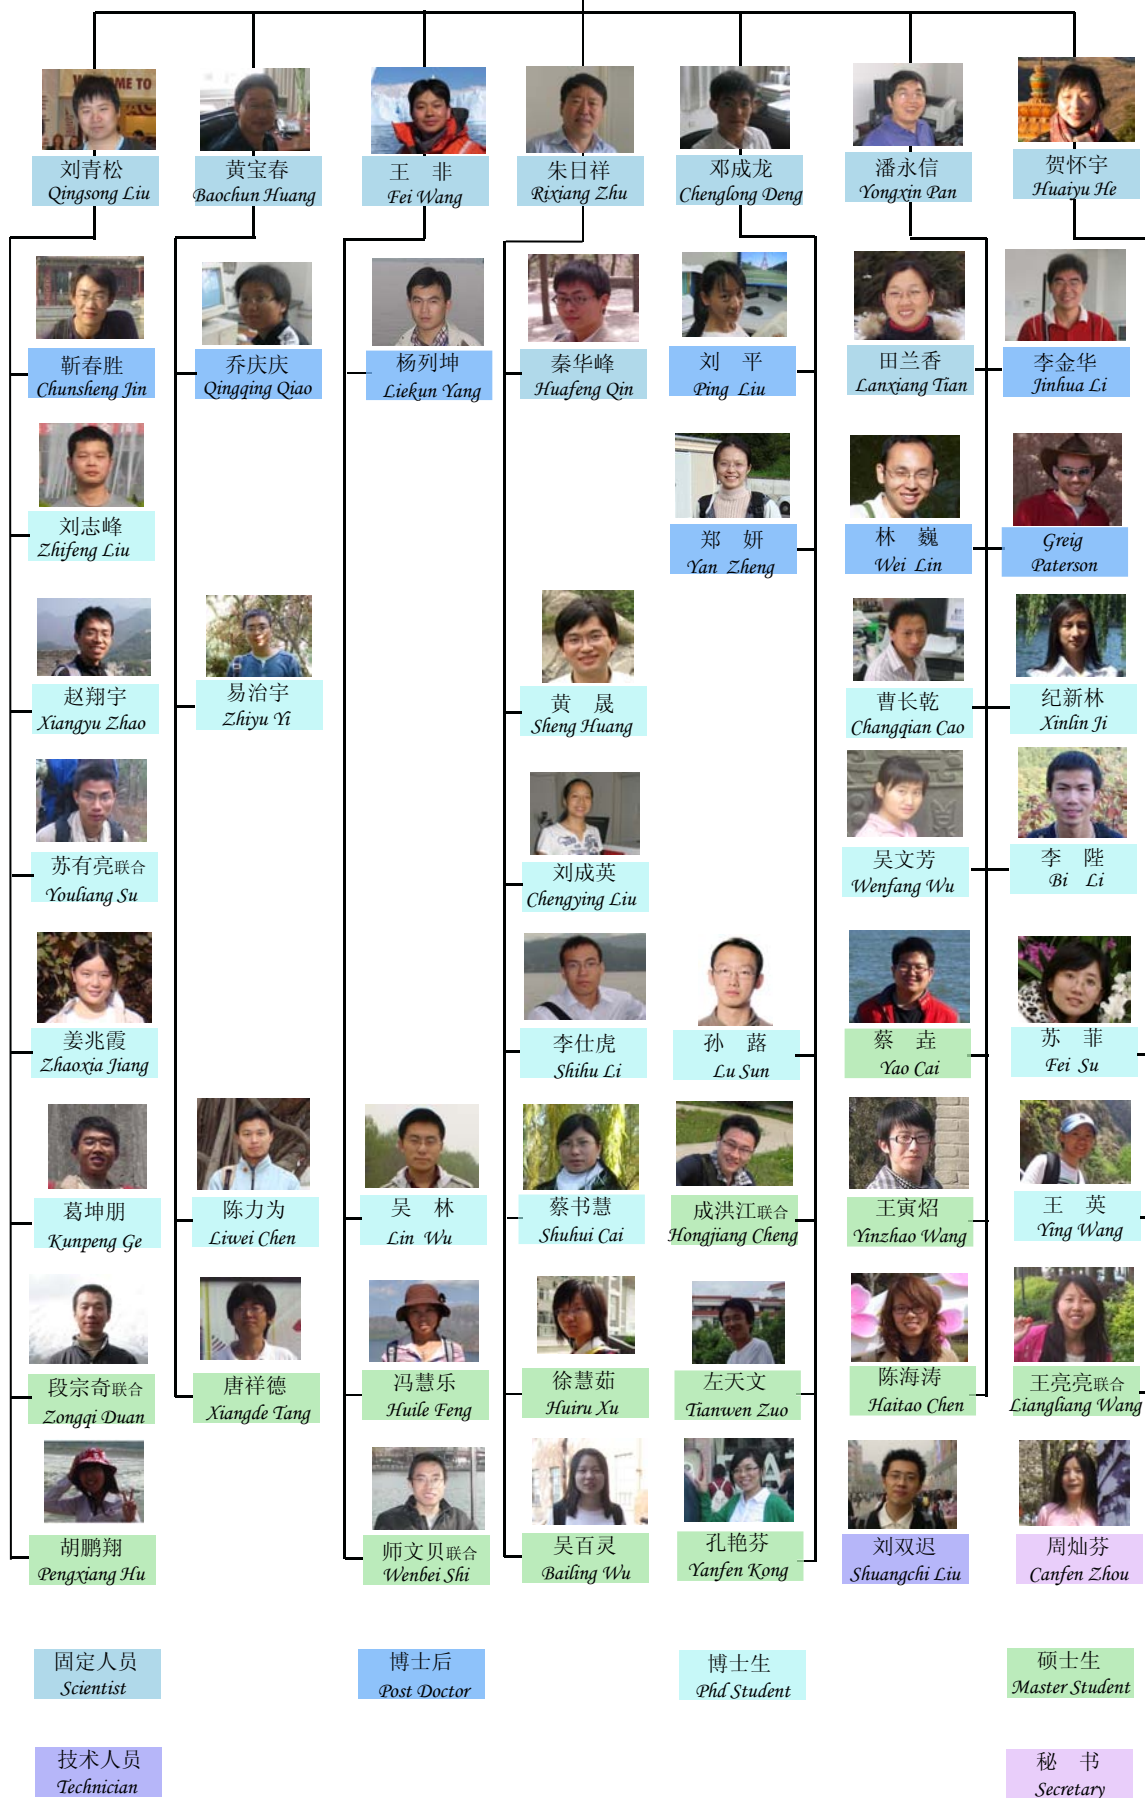 WELCOME TO
刘青松
Qingsong Liu
黄宝春
Baochun Huang
王 非
Fei Wang
朱日祥
Rixiang Zhu
邓成龙
Chenglong Deng
潘永信
Yongxin Pan
贺怀宇
Huaiyu He
靳春胜
Chunsheng Jin
乔庆庆
Qingqing Qiao
杨列坤
Liekun Yang
秦华峰
Huafeng Qin
刘 平
Ping Liu
田兰香
Lanxiang Tian
李金华
Jinhua Li
刘志峰
Zhifeng Liu
郑 妍
Yan Zheng
林 巍
Wei Lin
Greig
Paterson
赵翔宇
Xiangyu Zhao
易治宇
Zhiyu Yi
黄 晟
Sheng Huang
曹长乾
Changqian Cao
纪新林
Xinlin Ji
苏有亮联合
Youliang Su
刘成英
Chengying Liu
吴文芳
Wenfang Wu
李 陛
Bi Li
姜兆霞
Zhaoxia Jiang
李仕虎
Shihu Li
孙 蕗
Lu Sun
蔡 垚
Yao Cai
苏 菲
Fei Su
葛坤朋
Kunpeng Ge
陈力为
Liwei Chen
吴 林
Lin Wu
蔡书慧
Shuhui Cai
成洪江联合
Hongjiang Cheng
王寅炤
Yinzhao Wang
王 英
Ying Wang
段宗奇联合
Zongqi Duan
唐祥德
Xiangde Tang
冯慧乐
Huile Feng
徐慧茹
Huiru Xu
左天文
Tianwen Zuo
陈海涛
Haitao Chen
王亮亮联合
Liangliang Wang
胡鹏翔
Pengxiang Hu
师文贝联合
Wenbei Shi
吴百灵
Bailing Wu
孔艳芬
Yanfen Kong
刘双迟
Shuangchi Liu
周灿芬
Canfen Zhou
固定人员
Scientist
博士后
Post Doctor
博士生
Phd Student
硕士生
Master Student
技术人员
Technician
秘 书
Secretary